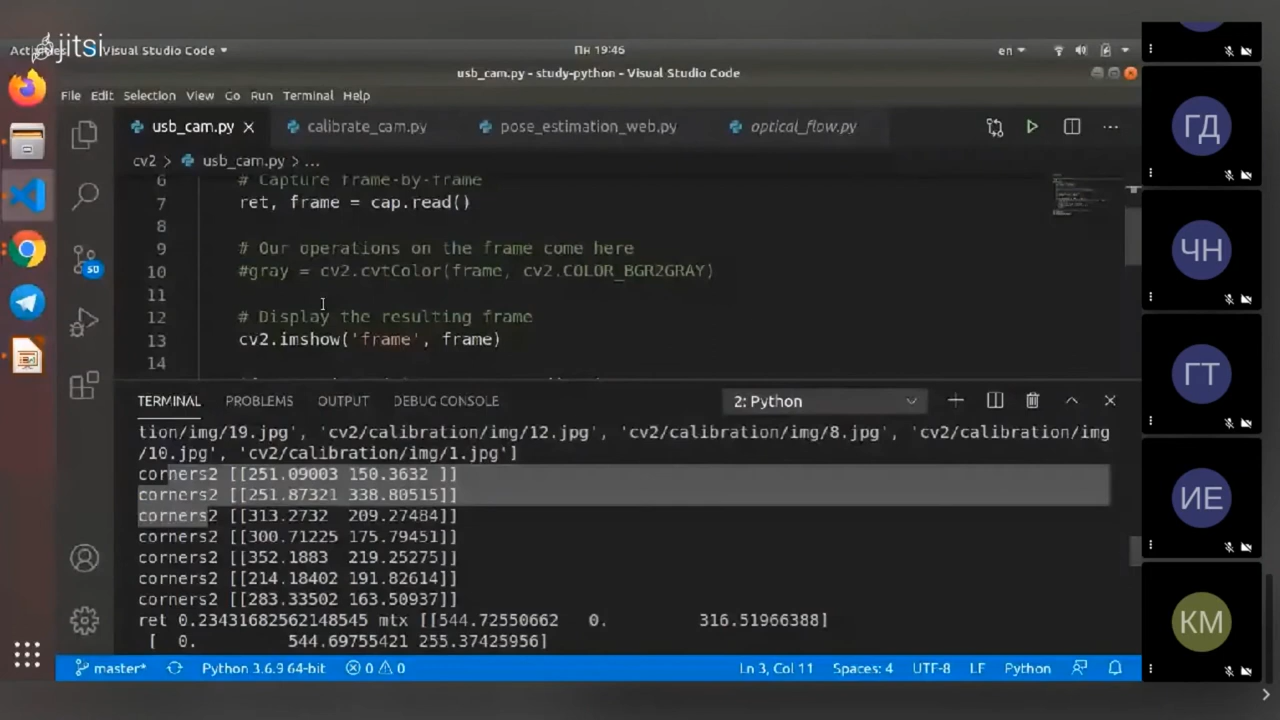 jitsi
Visual Studio Code
Пн 19:46
en
usb_cam.py - study-python - Visual Studio Code
File Edit Selection View Go Run Terminal Help
usb_cam.py calibrate_cam.py pose_estimation_web.py optical_flow.py
cv2 > usb_cam.py > ...
6 # Capture frame-by-frame
7 ret, frame = cap.read()
8
9 # Our operations on the frame come here
10 #gray = cv2.cvtColor(frame, cv2.COLOR_BGR2GRAY)
11
12 # Display the resulting frame
13 cv2.imshow('frame', frame)
14
TERMINAL PROBLEMS OUTPUT DEBUG CONSOLE 2: Python
tion/img/19.jpg', 'cv2/calibration/img/12.jpg', 'cv2/calibration/img/8.jpg', 'cv2/calibration/img
/10.jpg', 'cv2/calibration/img/1.jpg']
corners2 [[251.09003 150.3632 ]]
corners2 [[251.87321 338.80515]]
corners2 [[313.2732  209.27484]]
corners2 [[300.71225 175.79451]]
corners2 [[352.1883  219.25275]]
corners2 [[214.18402 191.82614]]
corners2 [[283.33502 163.50937]]
ret 0.23431682562148545 mtx [[544.72550662   0.         316.51966388]
[  0.         544.69755421 255.37425956]
50
master* Python 3.6.9 64-bit 0 0 Ln 3, Col 11 Spaces: 4 UTF-8 LF Python
ГД
ЧН
ГТ
ИЕ
КМ